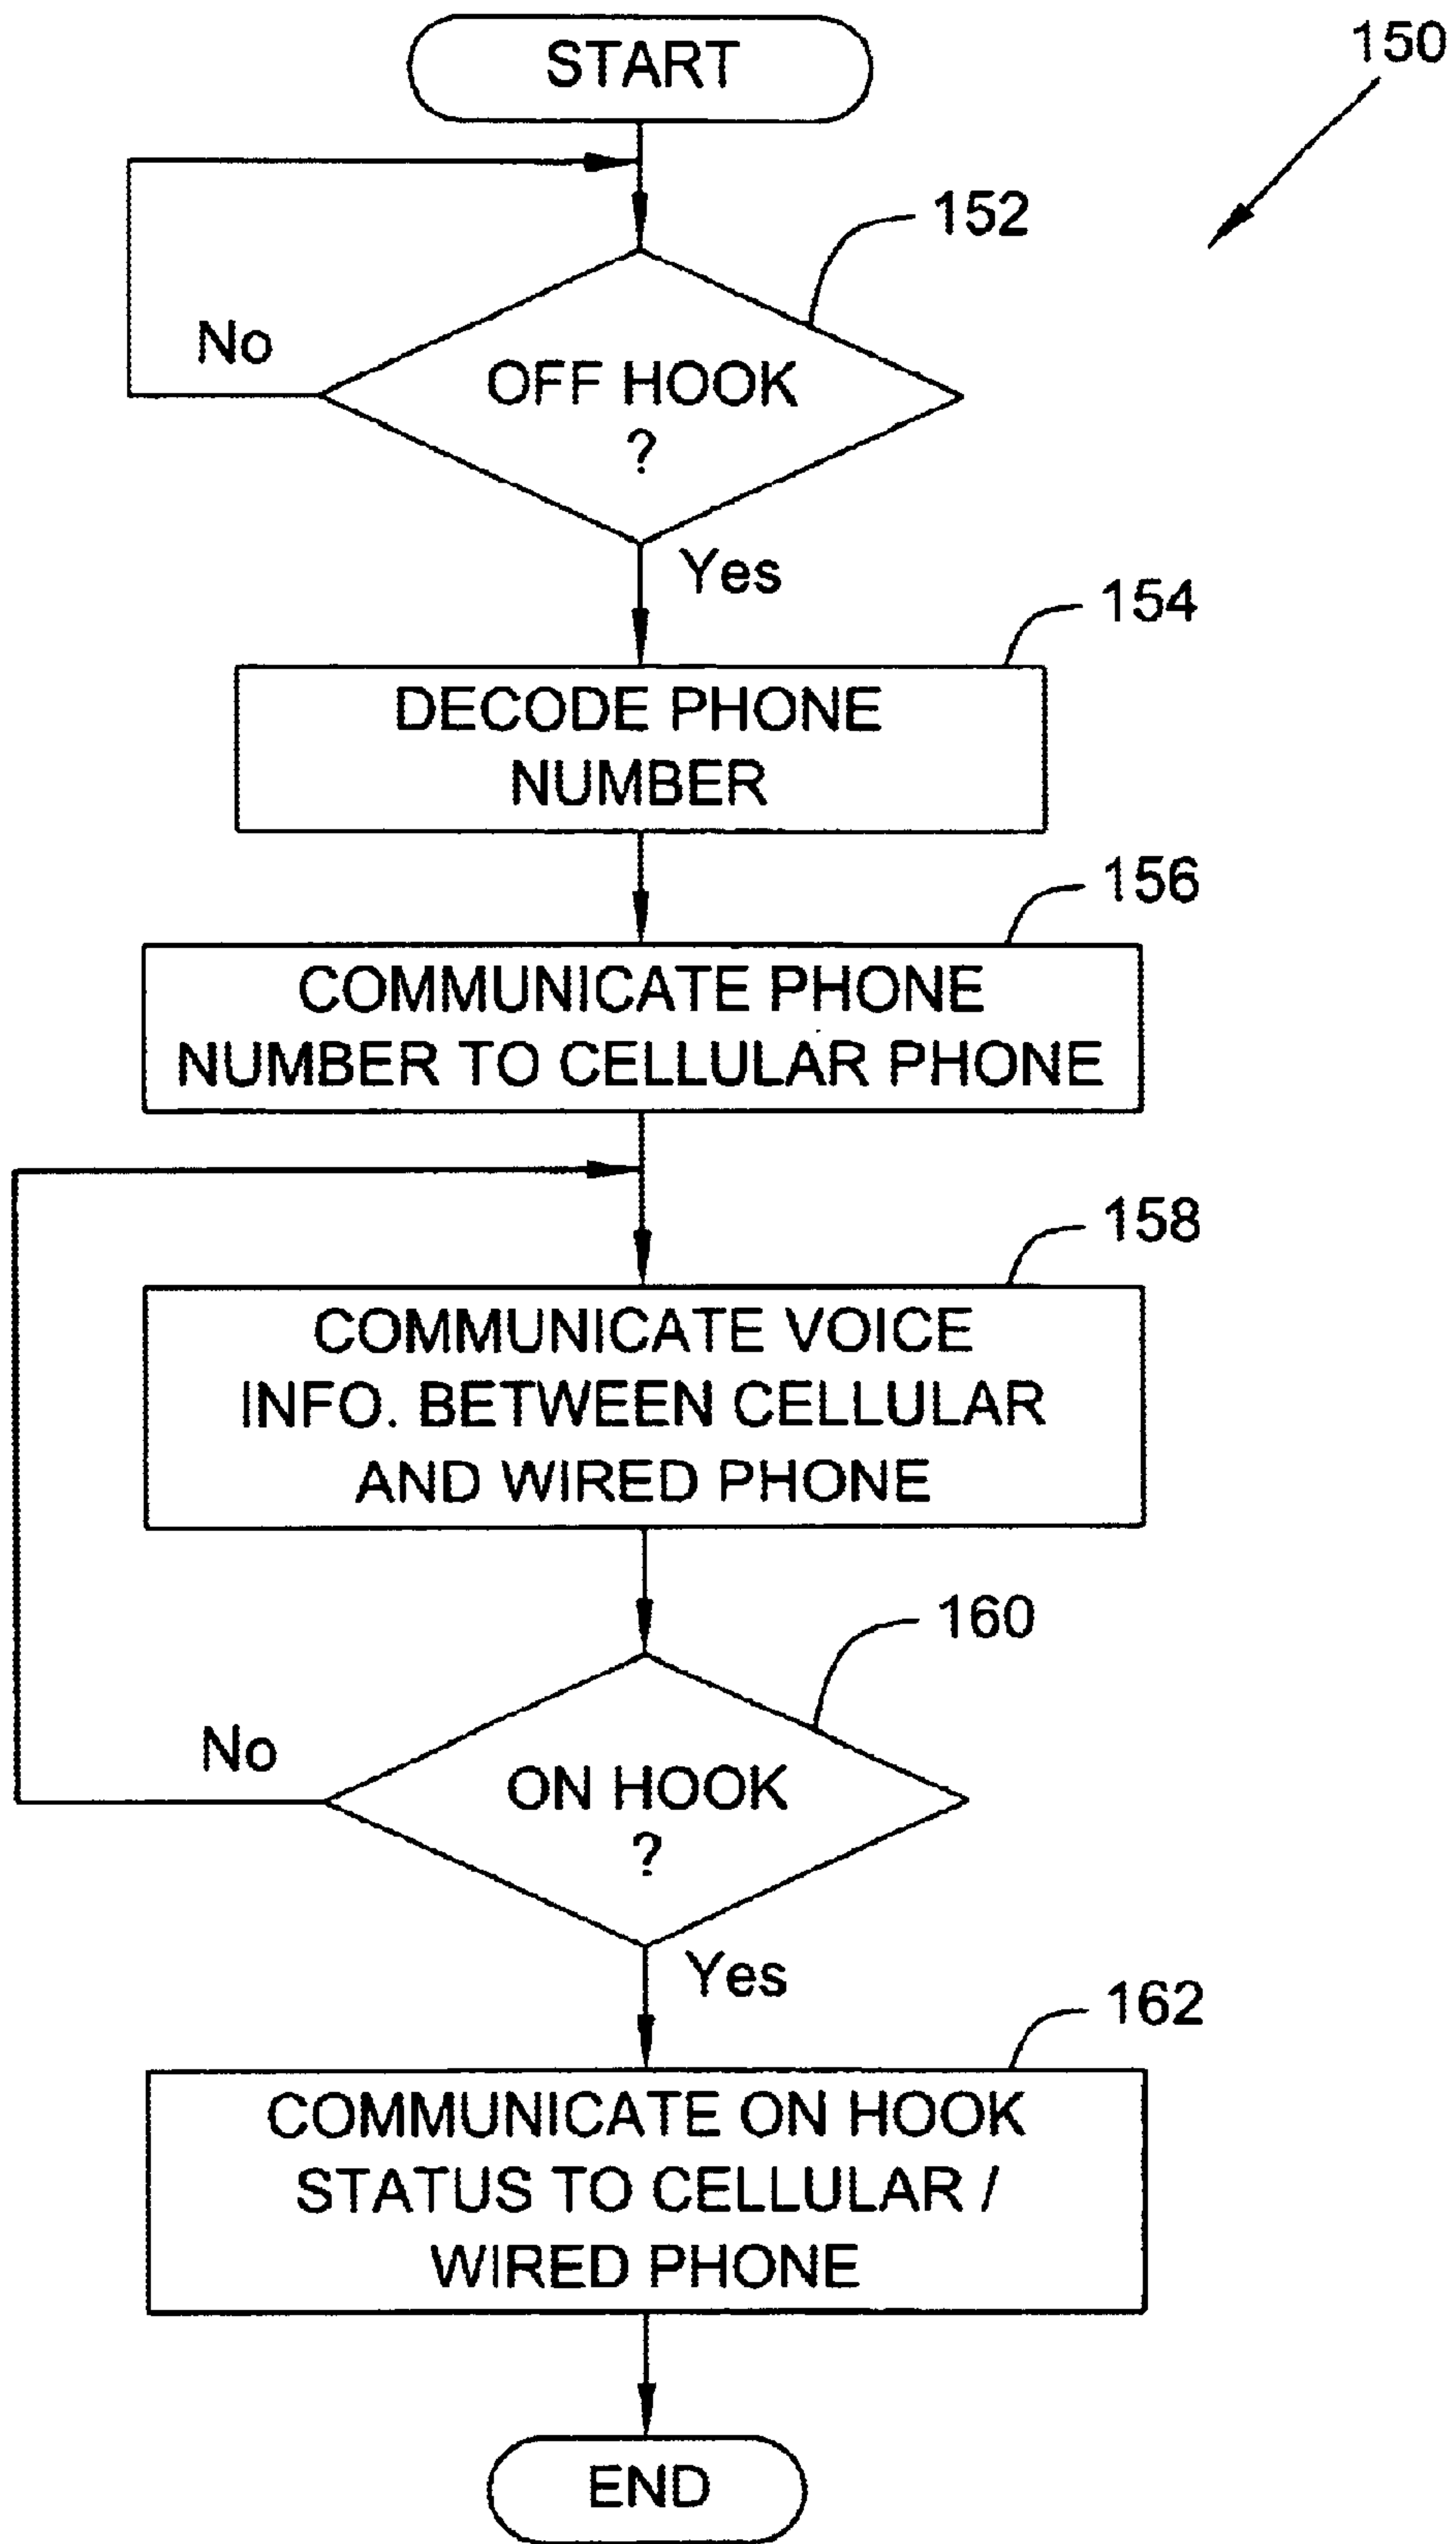 START
150
152
No
OFF HOOK
?
Yes
154
DECODE PHONE
NUMBER
156
COMMUNICATE PHONE
NUMBER TO CELLULAR PHONE
158
COMMUNICATE VOICE
INFO. BETWEEN CELLULAR
AND WIRED PHONE
160
No
ON HOOK
?
Yes
162
COMMUNICATE ON HOOK
STATUS TO CELLULAR /
WIRED PHONE
END